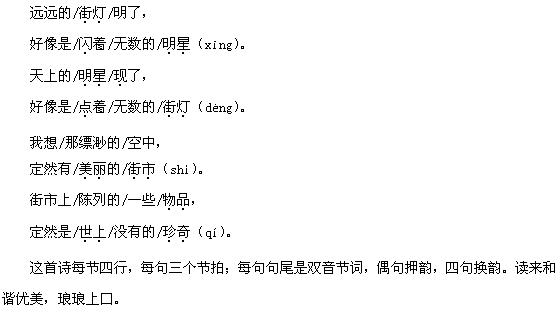 远远的/街灯/明了，
好像是/闪着/无数的/明星（xíng）。
天上的/明星/现了，
好像是/点着/无数的/街灯（dēng）。
我想/那缥渺的/空中，
定然有/美丽的/街市（shì）。
街市上/陈列的/一些/物品，
定然是/世上/没有的/珍奇（qí）。
这首诗每节四行，每句三个节拍；每句句尾是双音节词，偶句押韵，四句换韵。读来和
谐优美，琅琅上口。